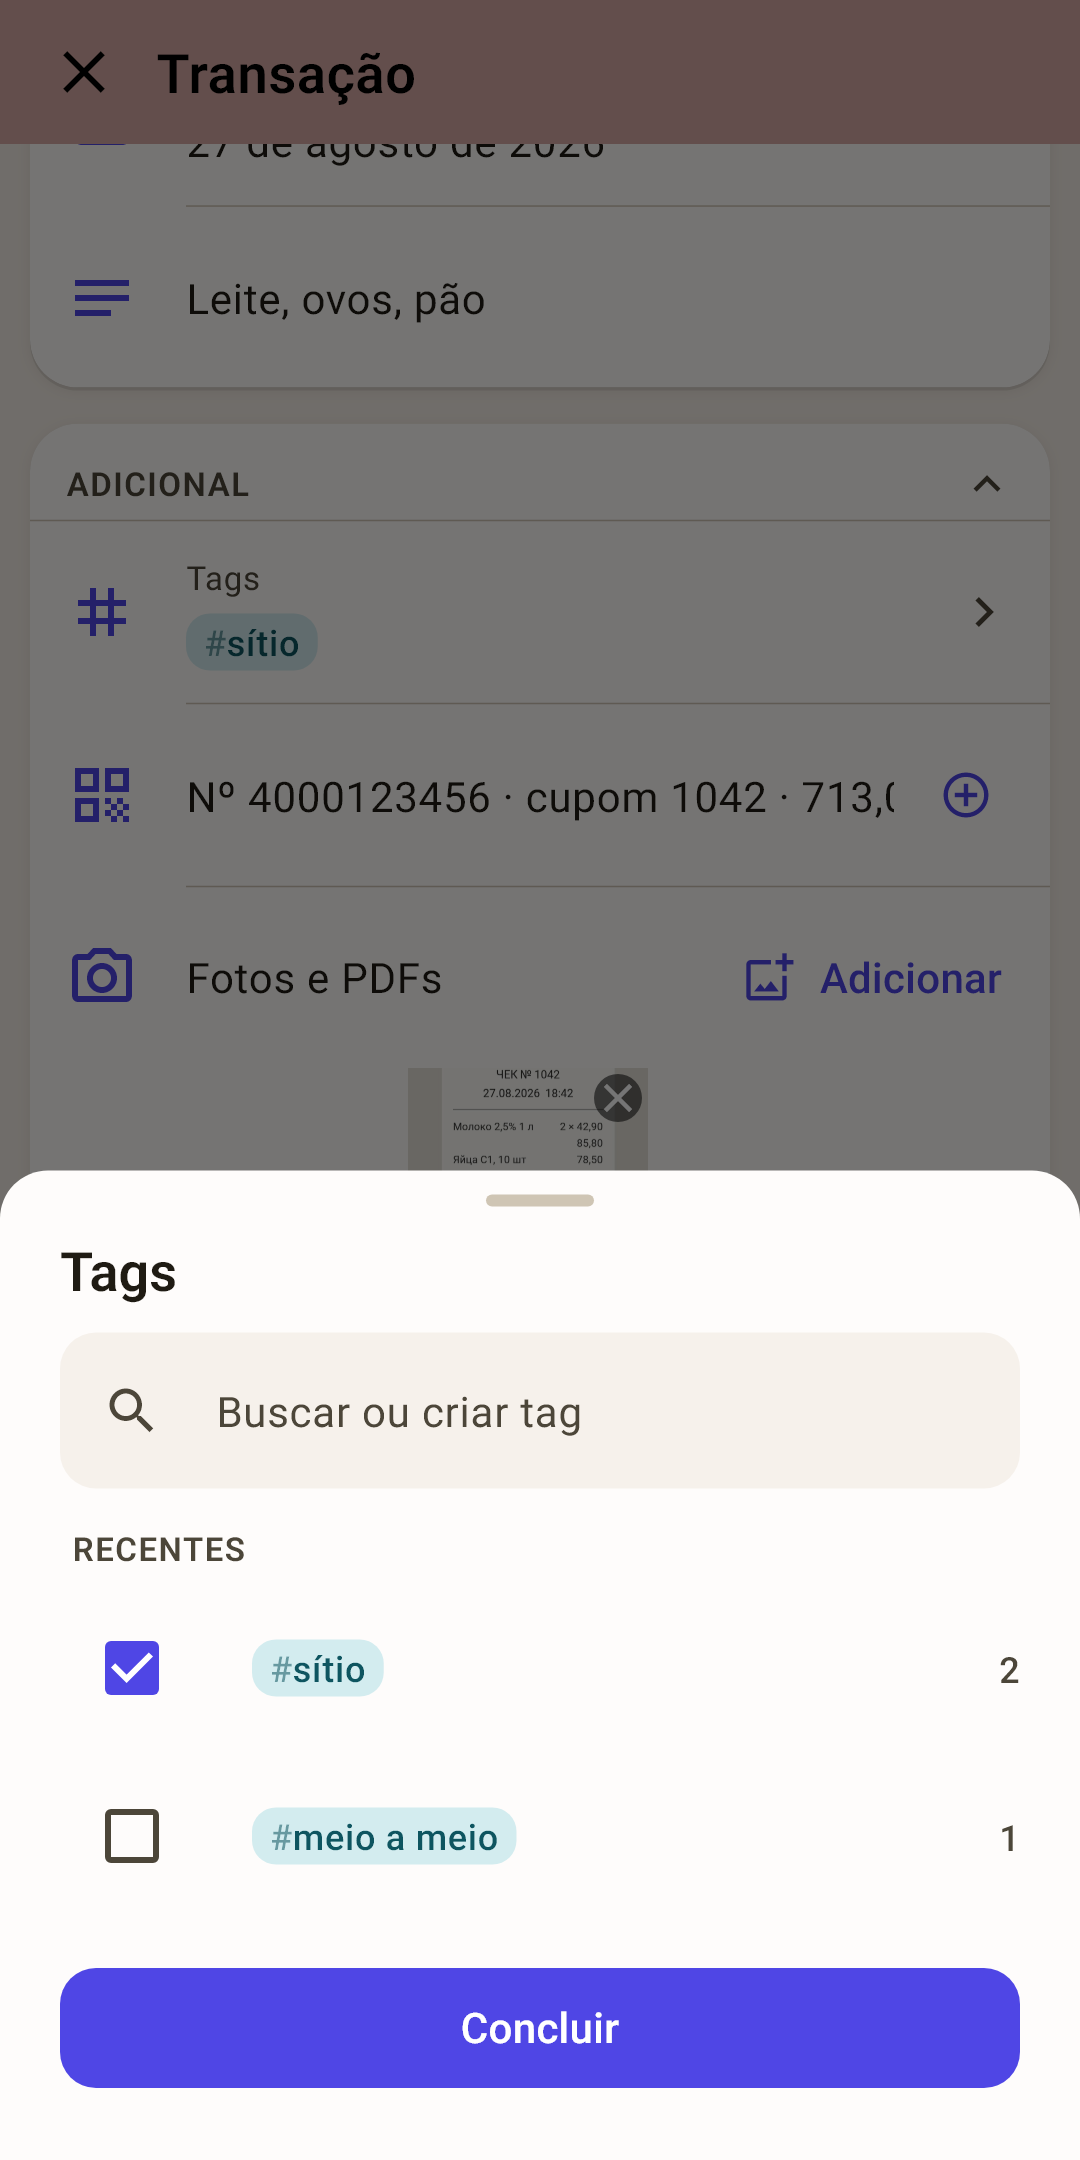 Transação
27 de agosto de 2026
Leite, ovos, pão
ADICIONAL
Tags
#sítio
Nº 4000123456 · cupom 1042 · 713,0
Fotos e PDFs
Adicionar
ЧЕК № 1042
27.08.2026 18:42
Молоко 2,5% 1 л 2 × 42,90
85,80
Яйца С1, 10 шт 78,50
Tags
Buscar ou criar tag
RECENTES
#sítio 2
#meio a meio 1
Concluir